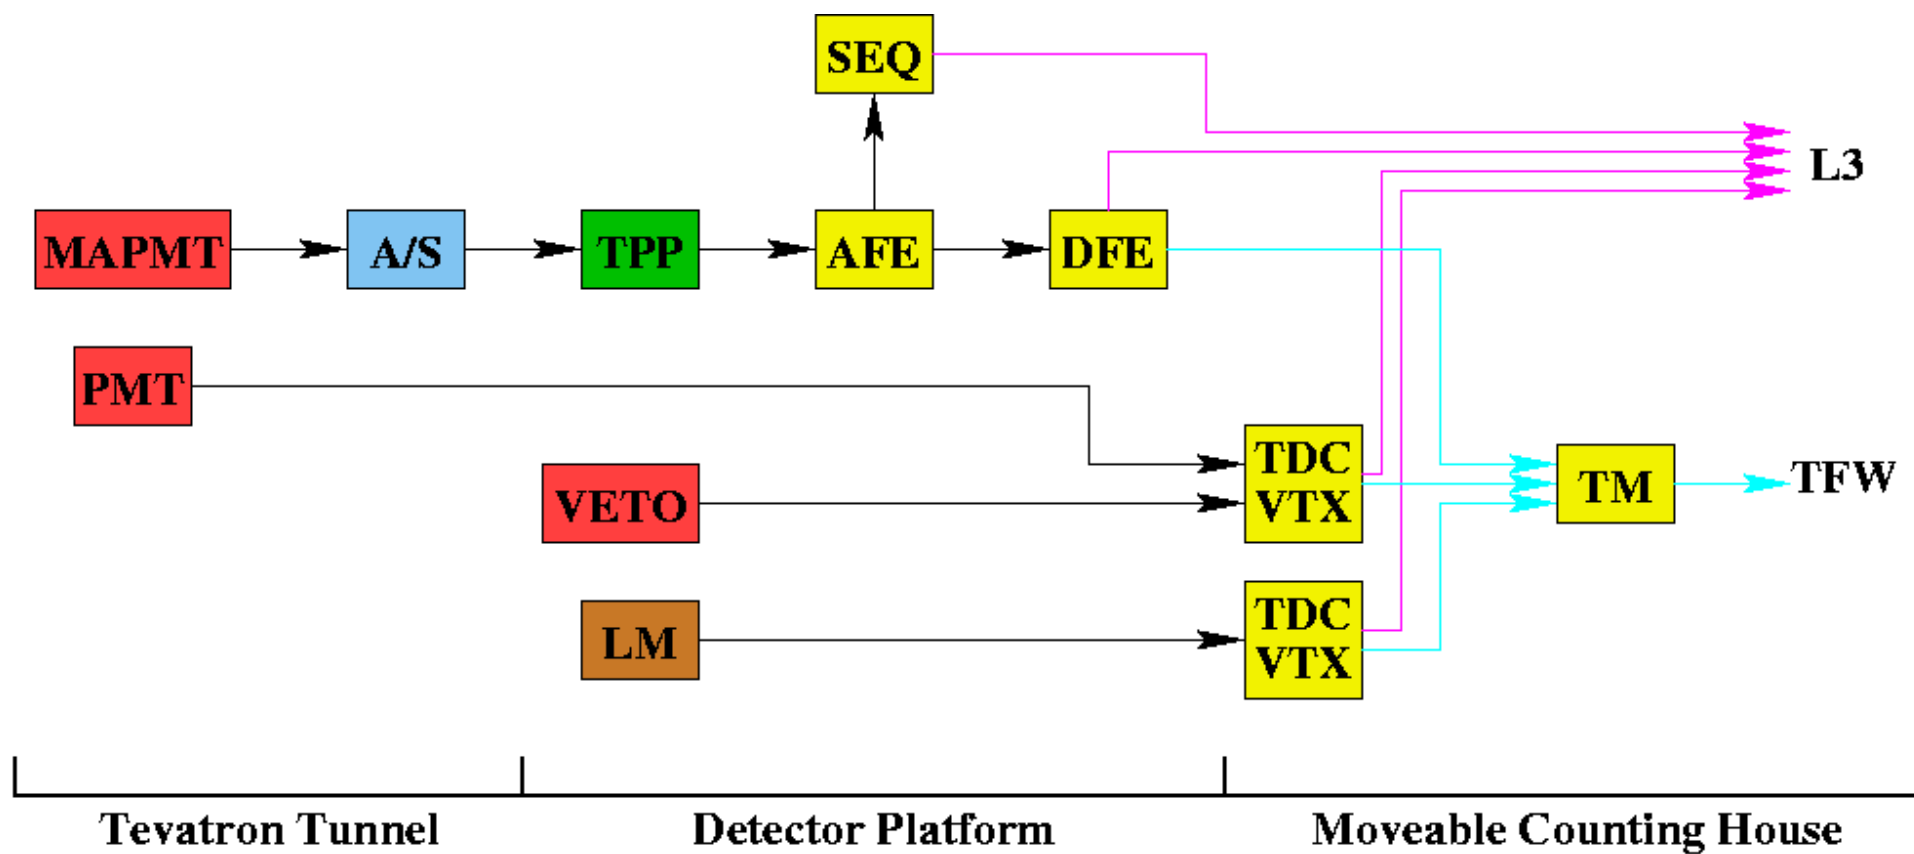 SEQ
L3
MAPMT
A/S
TPP
AFE
DFE
PMT
TDC
VTX
VETO
TM
TFW
LM
TDC
VTX
Tevatron Tunnel
Detector Platform
Moveable Counting House